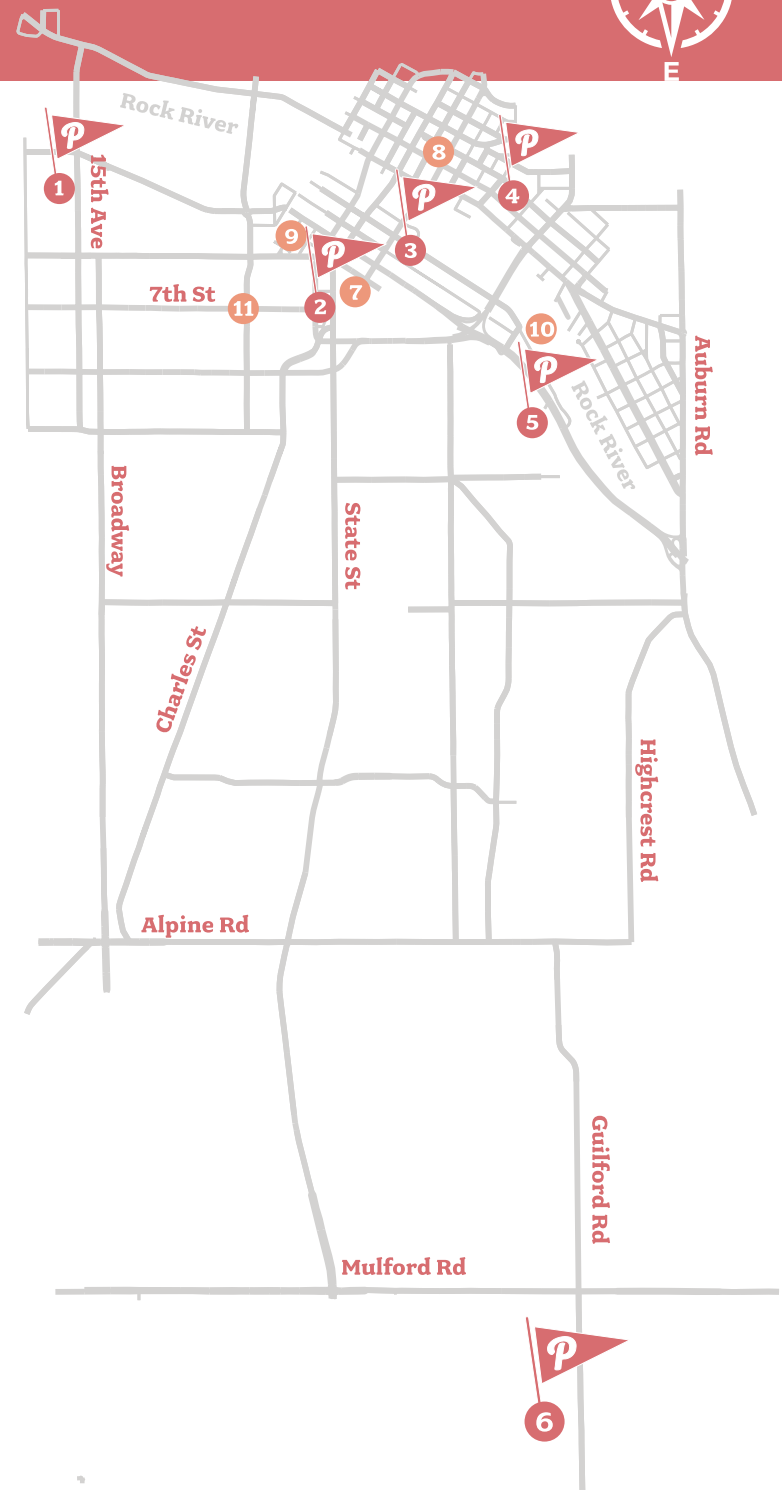 E
Rock River
P
1
15th Ave
8
P
4
P
3
9
P
2
7
7th St
11
10
P
5
Rock River
Auburn Rd
Broadway
State St
Charles St
Highcrest Rd
Alpine Rd
Guilford Rd
Mulford Rd
P
6